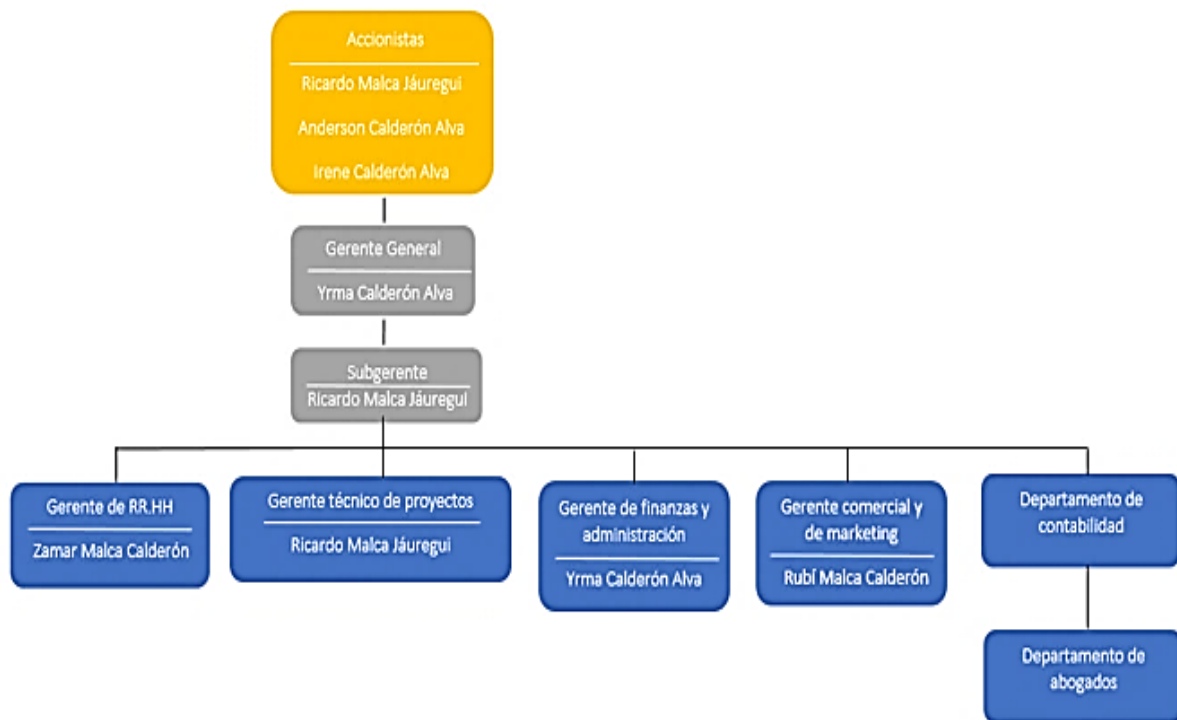 Accionistas
Ricardo Malca Jáuregui
Anderson Calderón Alva
Irene Calderón Alva
Gerente General
Yrma Calderón Alva
Subgerente
Ricardo Malca Jáuregui
Gerente de RR.HH
Zamar Malca Calderón
Gerente técnico de proyectos
Ricardo Malca Jáuregui
Gerente de finanzas y
administración
Yrma Calderón Alva
Gerente comercial y
de marketing
Rubí Malca Calderón
Departamento de
contabilidad
Departamento de
abogados